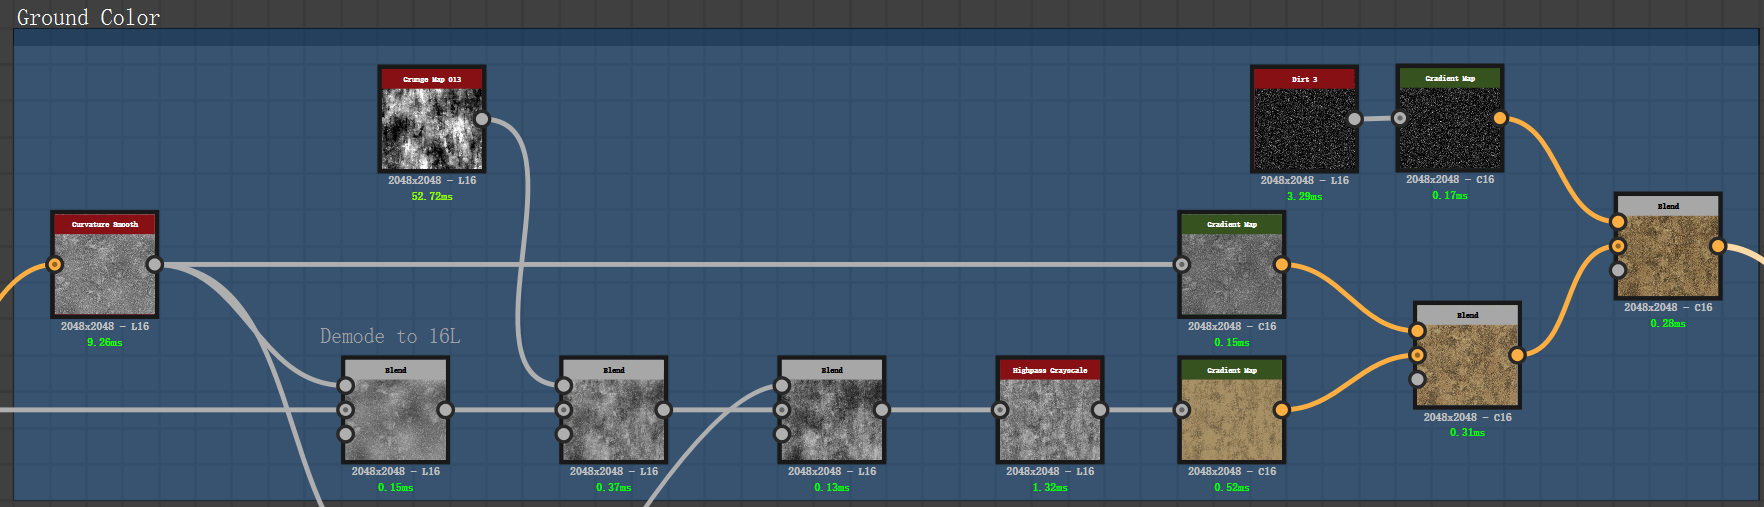 Ground Color
Grunge Map 013
2048x2048 - L16
52.72ms
Dirt 3
2048x2048 - L16
3.29ms
Gradient Map
2048x2048 - C16
0.17ms
Blend
2048x2048 - C16
0.28ms
Curvature Smooth
2048x2048 - L16
9.26ms
Gradient Map
2048x2048 - C16
0.15ms
Blend
2048x2048 - C16
0.31ms
Demode to 16L
Blend
2048x2048 - L16
0.15ms
Blend
2048x2048 - L16
0.37ms
Blend
2048x2048 - L16
0.13ms
Highpass Grayscale
2048x2048 - L16
1.32ms
Gradient Map
2048x2048 - C16
0.52ms